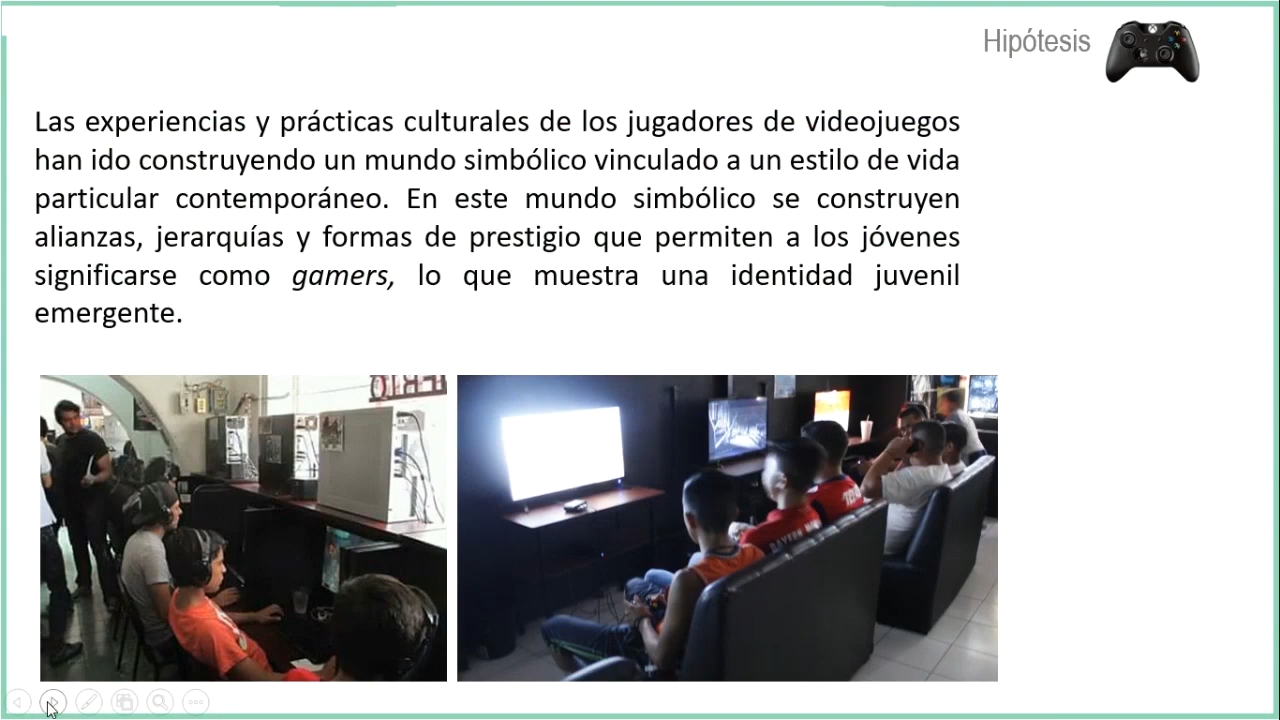 Hipótesis
Las experiencias y prácticas culturales de los jugadores de videojuegos
han ido construyendo un mundo simbólico vinculado a un estilo de vida
particular contemporáneo. En este mundo simbólico se construyen
alianzas, jerarquías y formas de prestigio que permiten a los jóvenes
significarse como gamers, lo que muestra una identidad juvenil
emergente.